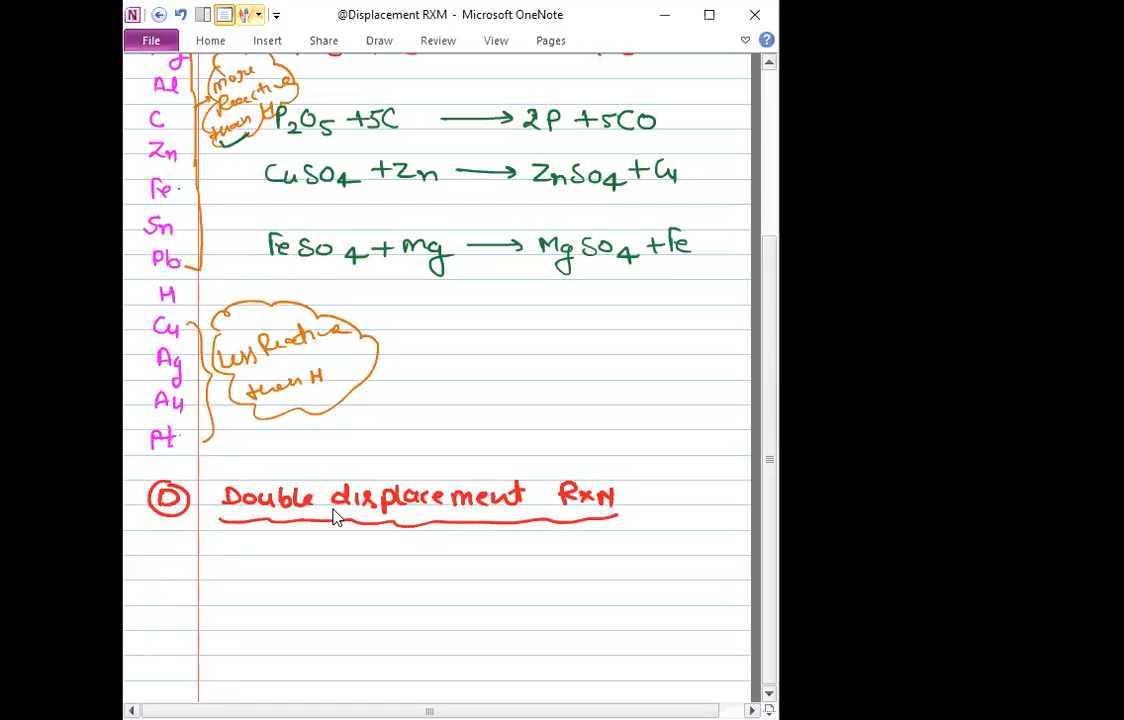 @Displacement RXM - Microsoft OneNote
File Home Insert Share Draw Review View Pages
Al
more
Reactive
than H
C
P2O5 +5C ⟶ 2P +5CO
Zn
CuSO4 +Zn ⟶ ZnSO4 +Cu
Fe
Sn
FeSO4 +Mg ⟶ MgSO4 +Fe
Pb
H
Cu
Less Reactive
than H
Ag
Au
Pt
D Double displacement RxN